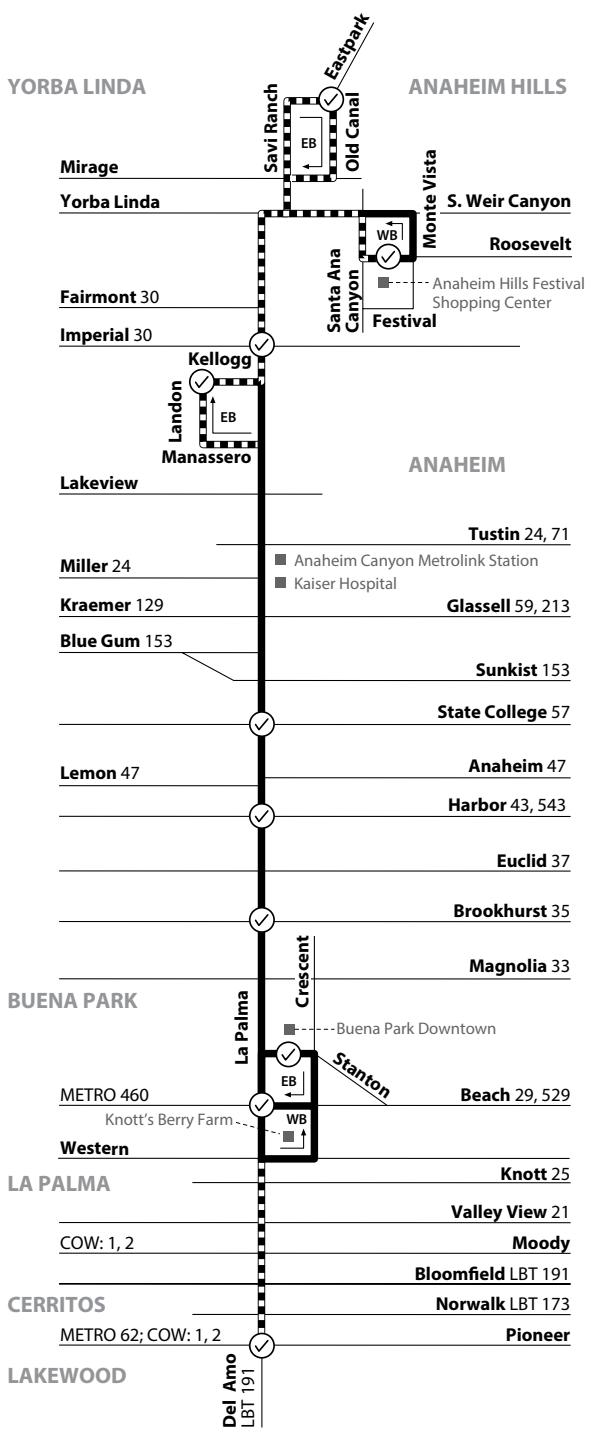 Eastpark
YORBA LINDA
ANAHEIM HILLS
Savi Ranch
EB
Old Canal
Mirage
Monte Vista
Yorba Linda
S. Weir Canyon
WB
Roosevelt
Santa Ana
Canyon
Anaheim Hills Festival
Shopping Center
Fairmont 30
Festival
Imperial 30
Kellogg
Landon
EB
Manassero
ANAHEIM
Lakeview
Tustin 24, 71
Anaheim Canyon Metrolink Station
Miller 24
Kaiser Hospital
Kraemer 129
Glassell 59, 213
Blue Gum 153
Sunkist 153
State College 57
Lemon 47
Anaheim 47
Harbor 43, 543
Euclid 37
Brookhurst 35
Crescent
Magnolia 33
BUENA PARK
La Palma
Buena Park Downtown
Stanton
EB
METRO 460
Beach 29, 529
Knott's Berry Farm
WB
Western
Knott 25
LA PALMA
Valley View 21
COW: 1, 2
Moody
Bloomfield LBT 191
CERRITOS
Norwalk LBT 173
METRO 62; COW: 1, 2
Pioneer
LAKEWOOD
Del Amo
LBT 191